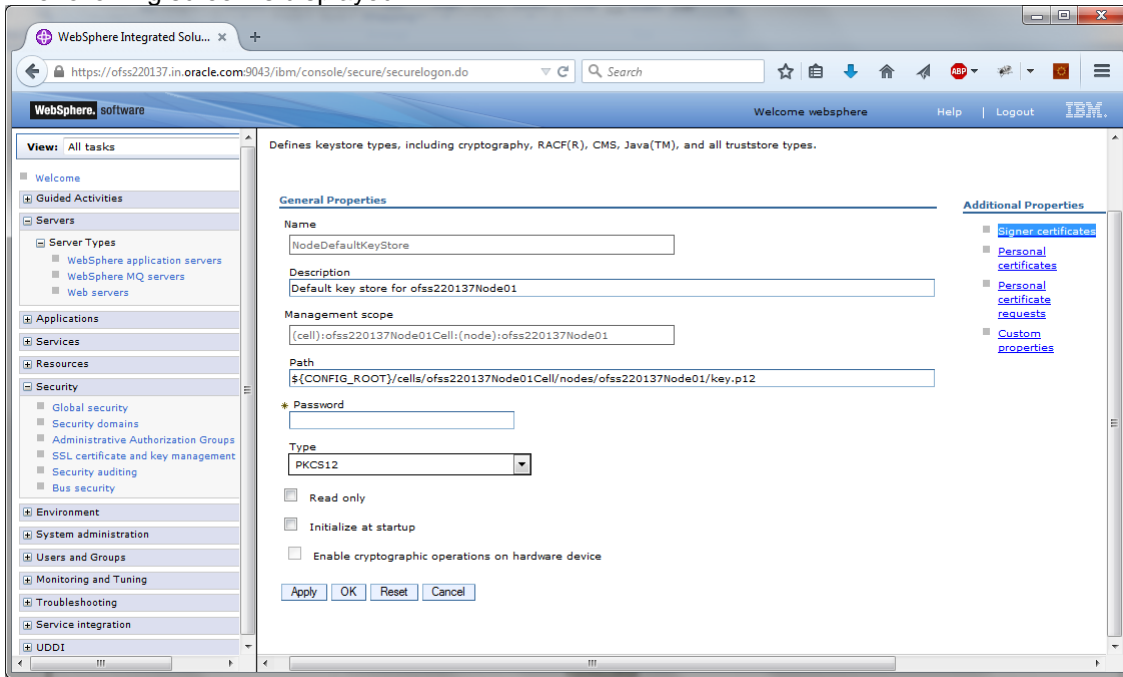 WebSphere Integrated Solu... × +
https://ofss220137.in.oracle.com:9043/ibm/console/secure/securelogon.do Search ABP
WebSphere. software Welcome websphere Help | Logout IBM.
View: All tasks
Welcome
Guided Activities
Servers
Server Types
WebSphere application servers
WebSphere MQ servers
Web servers
Applications
Services
Resources
Security
Global security
Security domains
Administrative Authorization Groups
SSL certificate and key management
Security auditing
Bus security
Environment
System administration
Users and Groups
Monitoring and Tuning
Troubleshooting
Service integration
UDDI
Defines keystore types, including cryptography, RACF(R), CMS, Java(TM), and all truststore types.
General Properties
Name
NodeDefaultKeyStore
Description
Default key store for ofss220137Node01
Management scope
(cell):ofss220137Node01Cell:(node):ofss220137Node01
Path
${CONFIG_ROOT}/cells/ofss220137Node01Cell/nodes/ofss220137Node01/key.p12
* Password
Type
PKCS12
Read only
Initialize at startup
Enable cryptographic operations on hardware device
Apply OK Reset Cancel
Additional Properties
Signer certificates
Personal
certificates
Personal
certificate
requests
Custom
properties